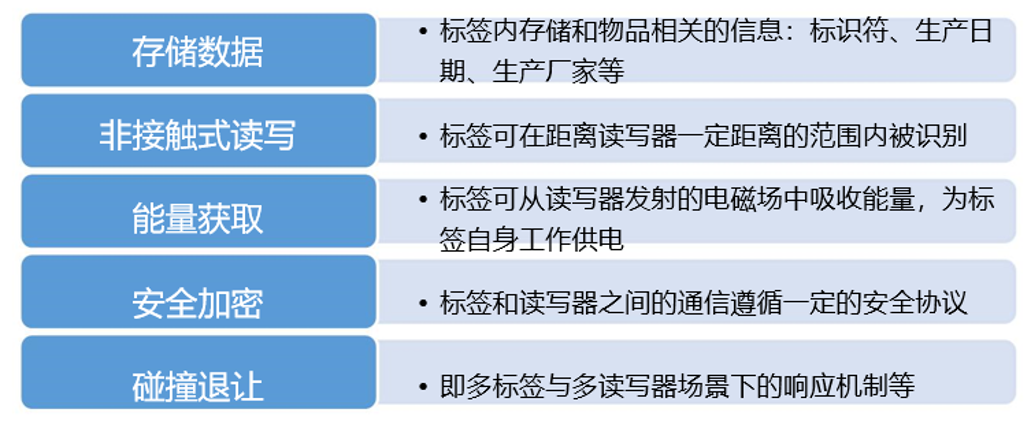 存储数据
• 标签内存储和物品相关的信息：标识符、生产日
期、生产厂家等
非接触式读写
• 标签可在距离读写器一定距离的范围内被识别
能量获取
• 标签可从读写器发射的电磁场中吸收能量，为标
签自身工作供电
安全加密
• 标签和读写器之间的通信遵循一定的安全协议
碰撞退让
• 即多标签与多读写器场景下的响应机制等